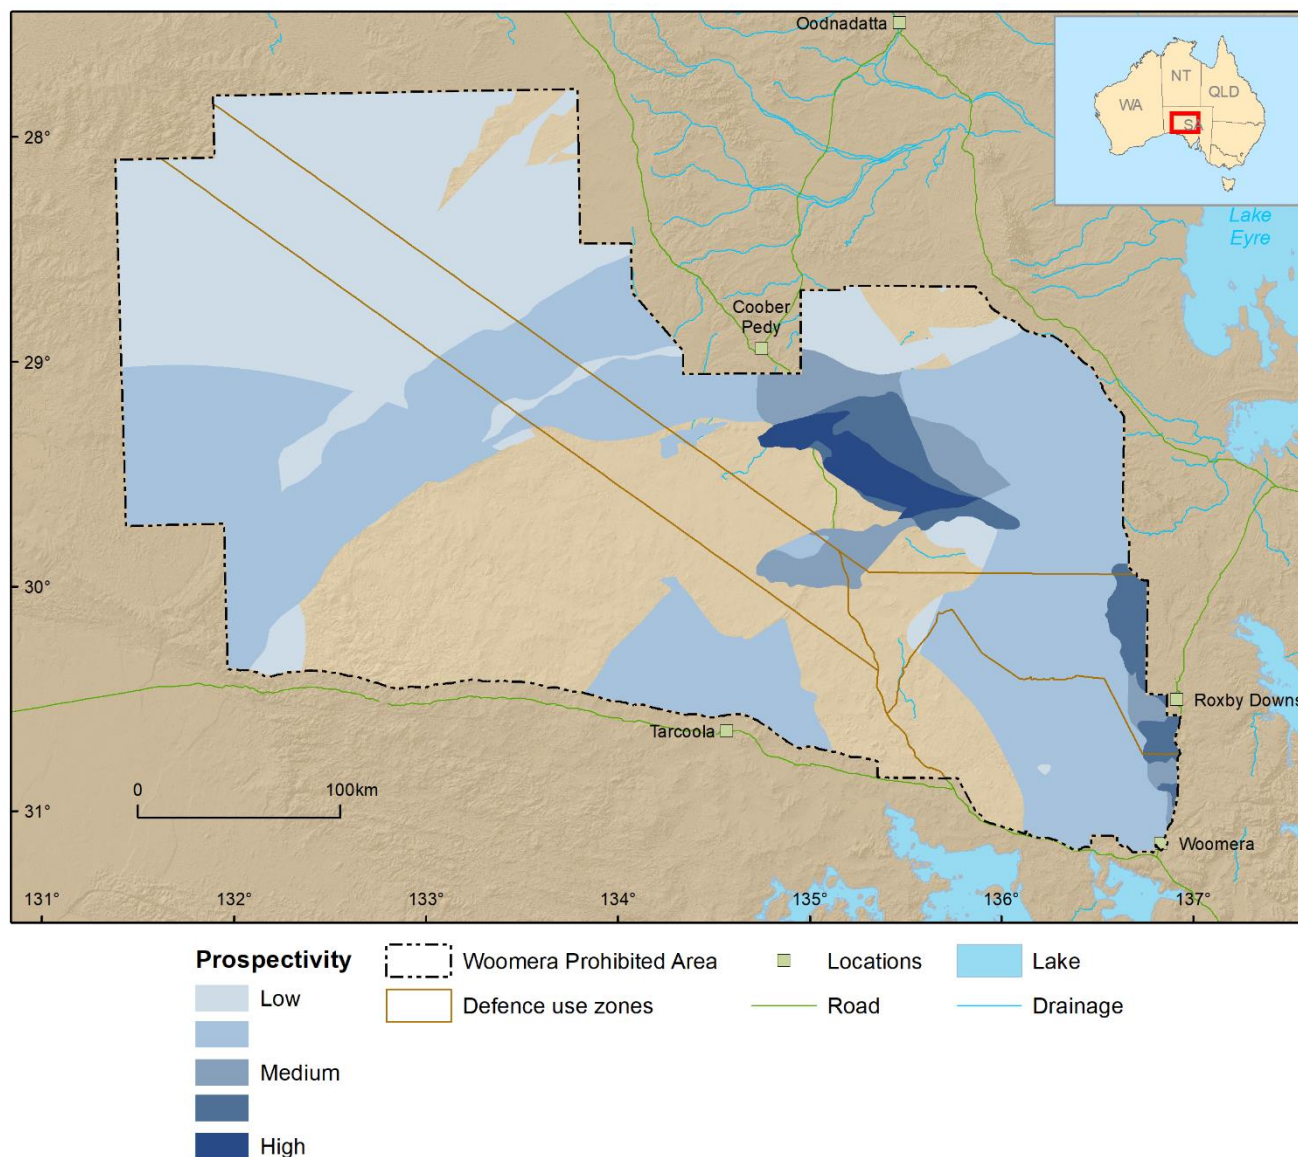 Oodnadatta
NT
QLD
WA
SA
28°
Lake
Eyre
Coober
Pedy
29°
30°
Roxby Downs
Tarcoola
0
100km
31°
Woomera
131°
132°
133°
134°
135°
136°
137°
Prospectivity
Woomera Prohibited Area
Locations
Lake
Low
Defence use zones
Road
Drainage
Medium
High